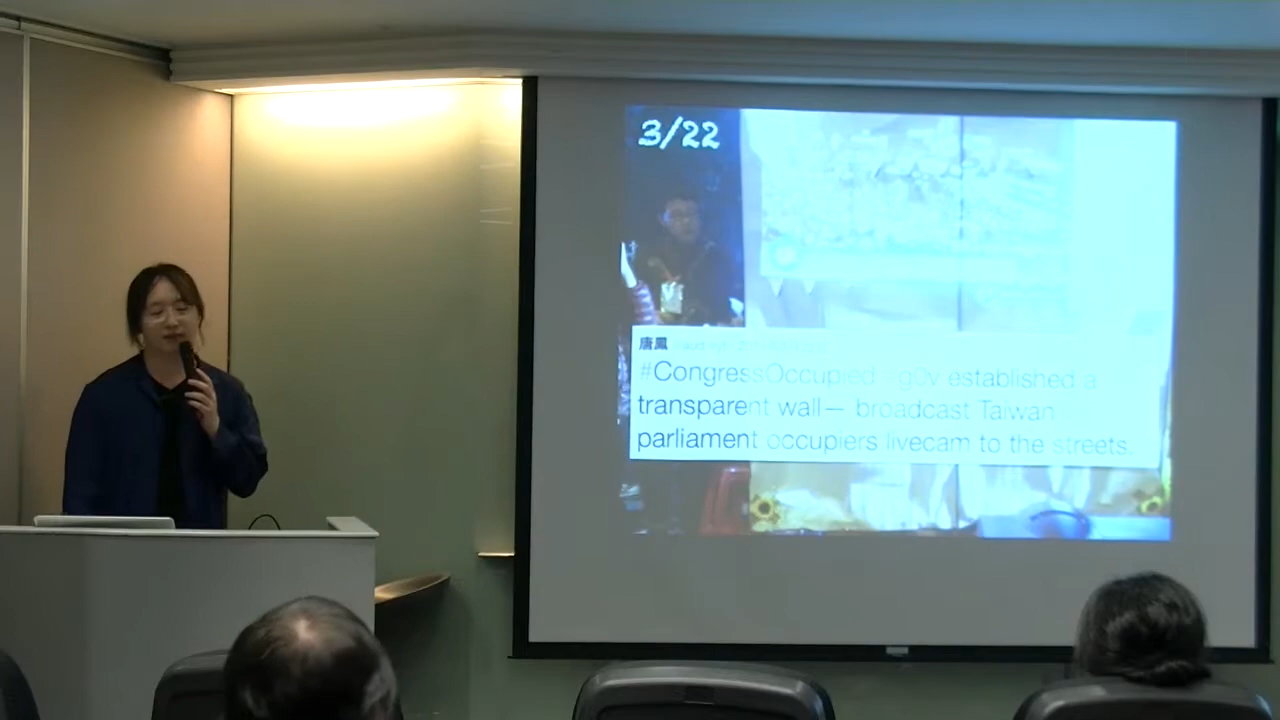 3/22
唐鳳
#CongressOccupied g0v established a
transparent wall— broadcast Taiwan
parliament occupiers livecam to the streets.